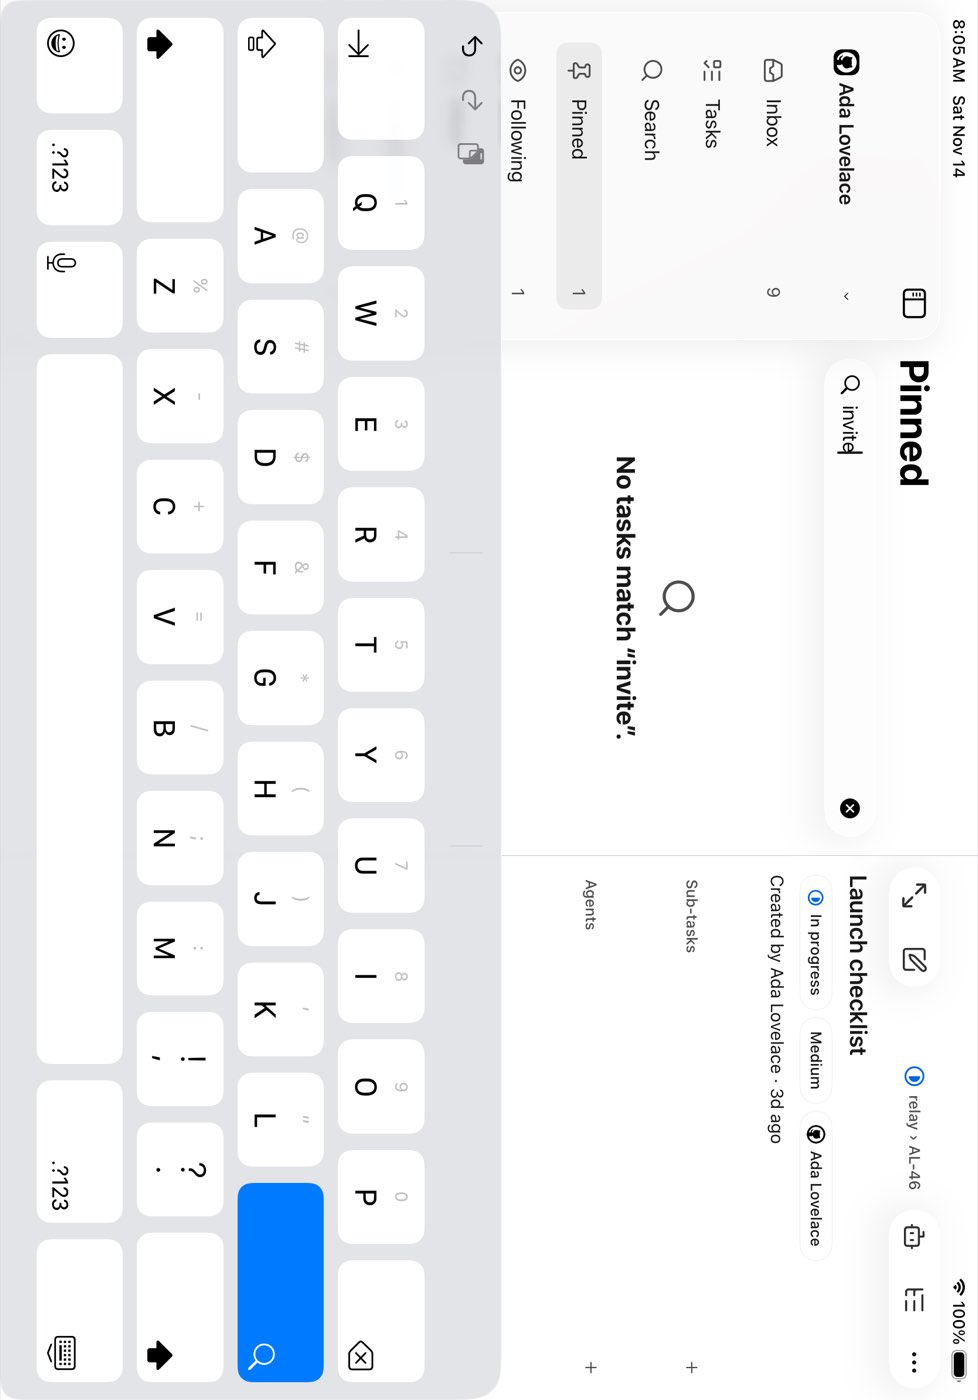 8:05 AM Sat Nov 14
100%
Ada Lovelace
Inbox 9
Tasks
Search
Pinned 1
Following 1
Pinned
invite
No tasks match “invite”.
relay › AL-46
Launch checklist
In progress
Medium
Ada Lovelace
Created by Ada Lovelace · 3d ago
Sub-tasks
Agents
1 2 3 4 5 6 7 8 9 0
Q W E R T Y U I O P
@ # $ & * ( ) ' "
A S D F G H J K L
% - + = / ; : ! ?
Z X C V B N M , .
.?123 .?123